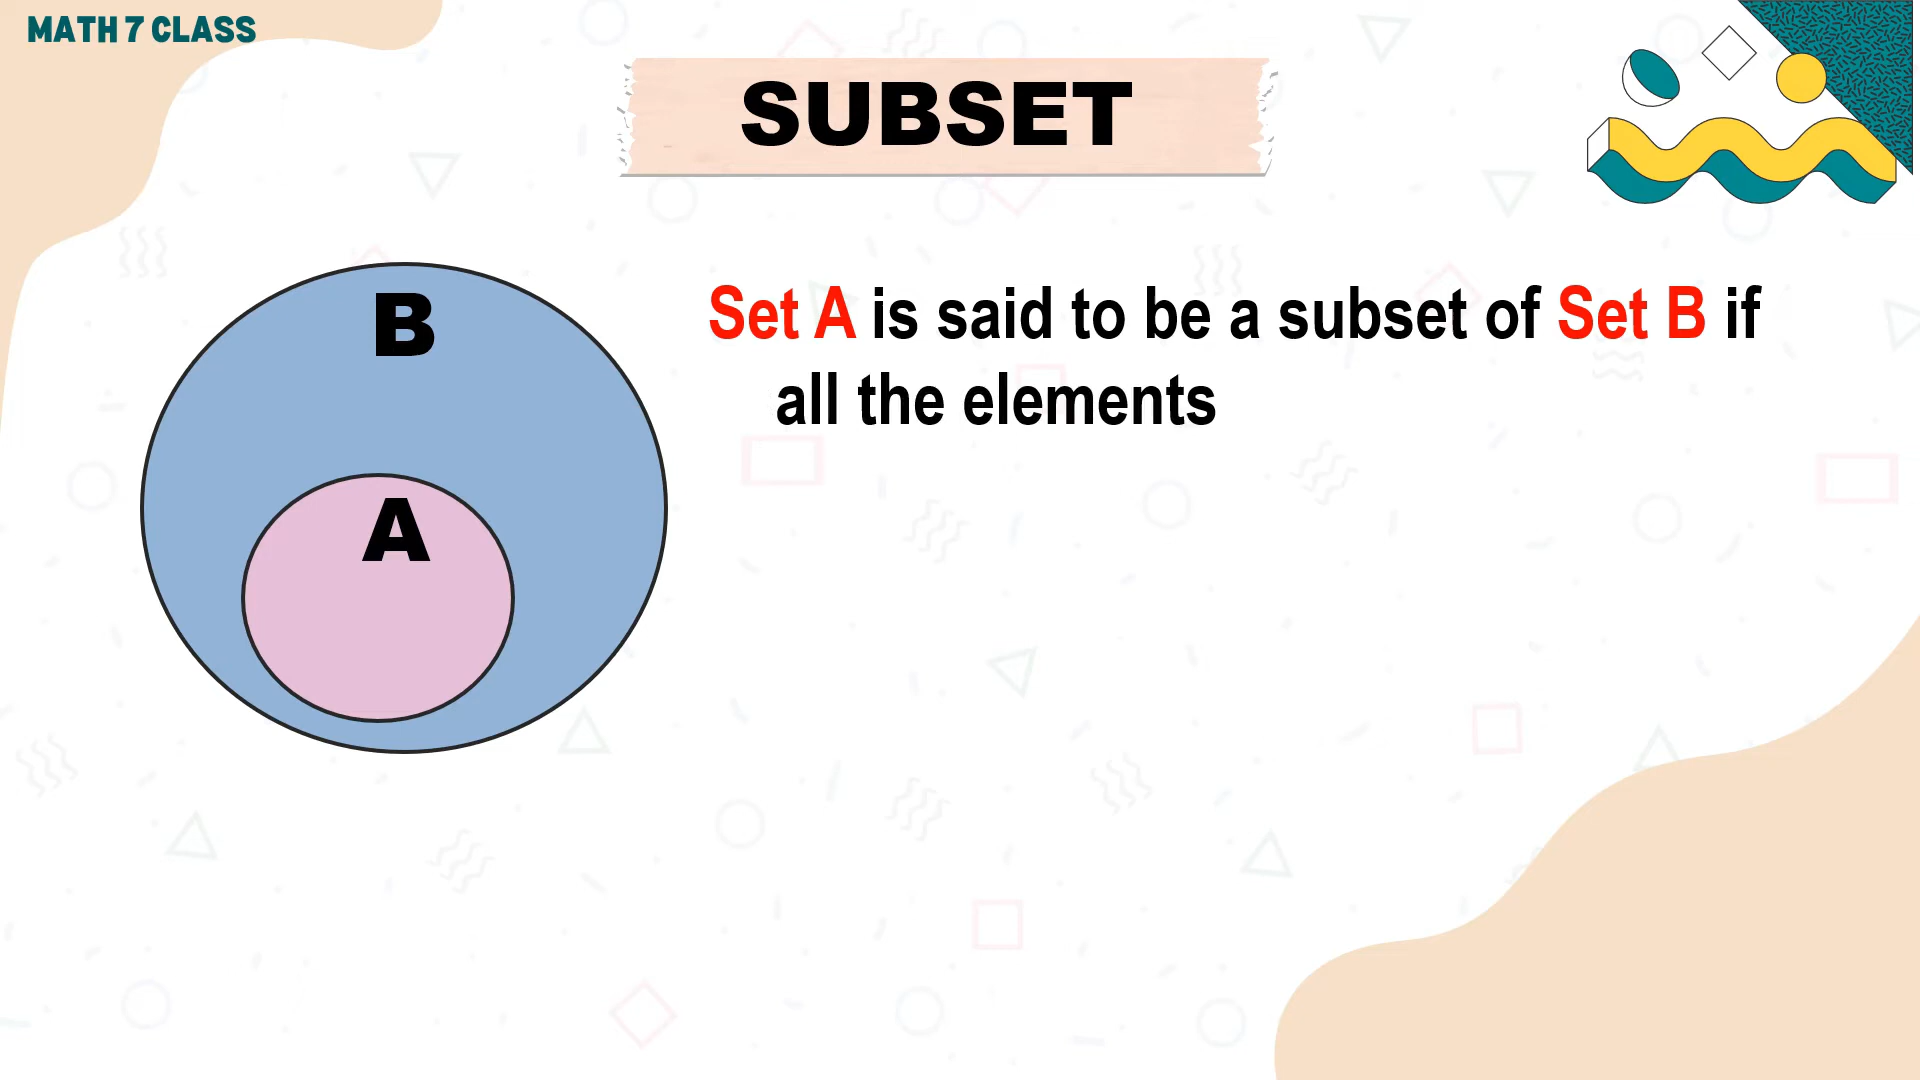 MATH 7 CLASS
SUBSET
B
A
Set A is said to be a subset of Set B if
all the elements